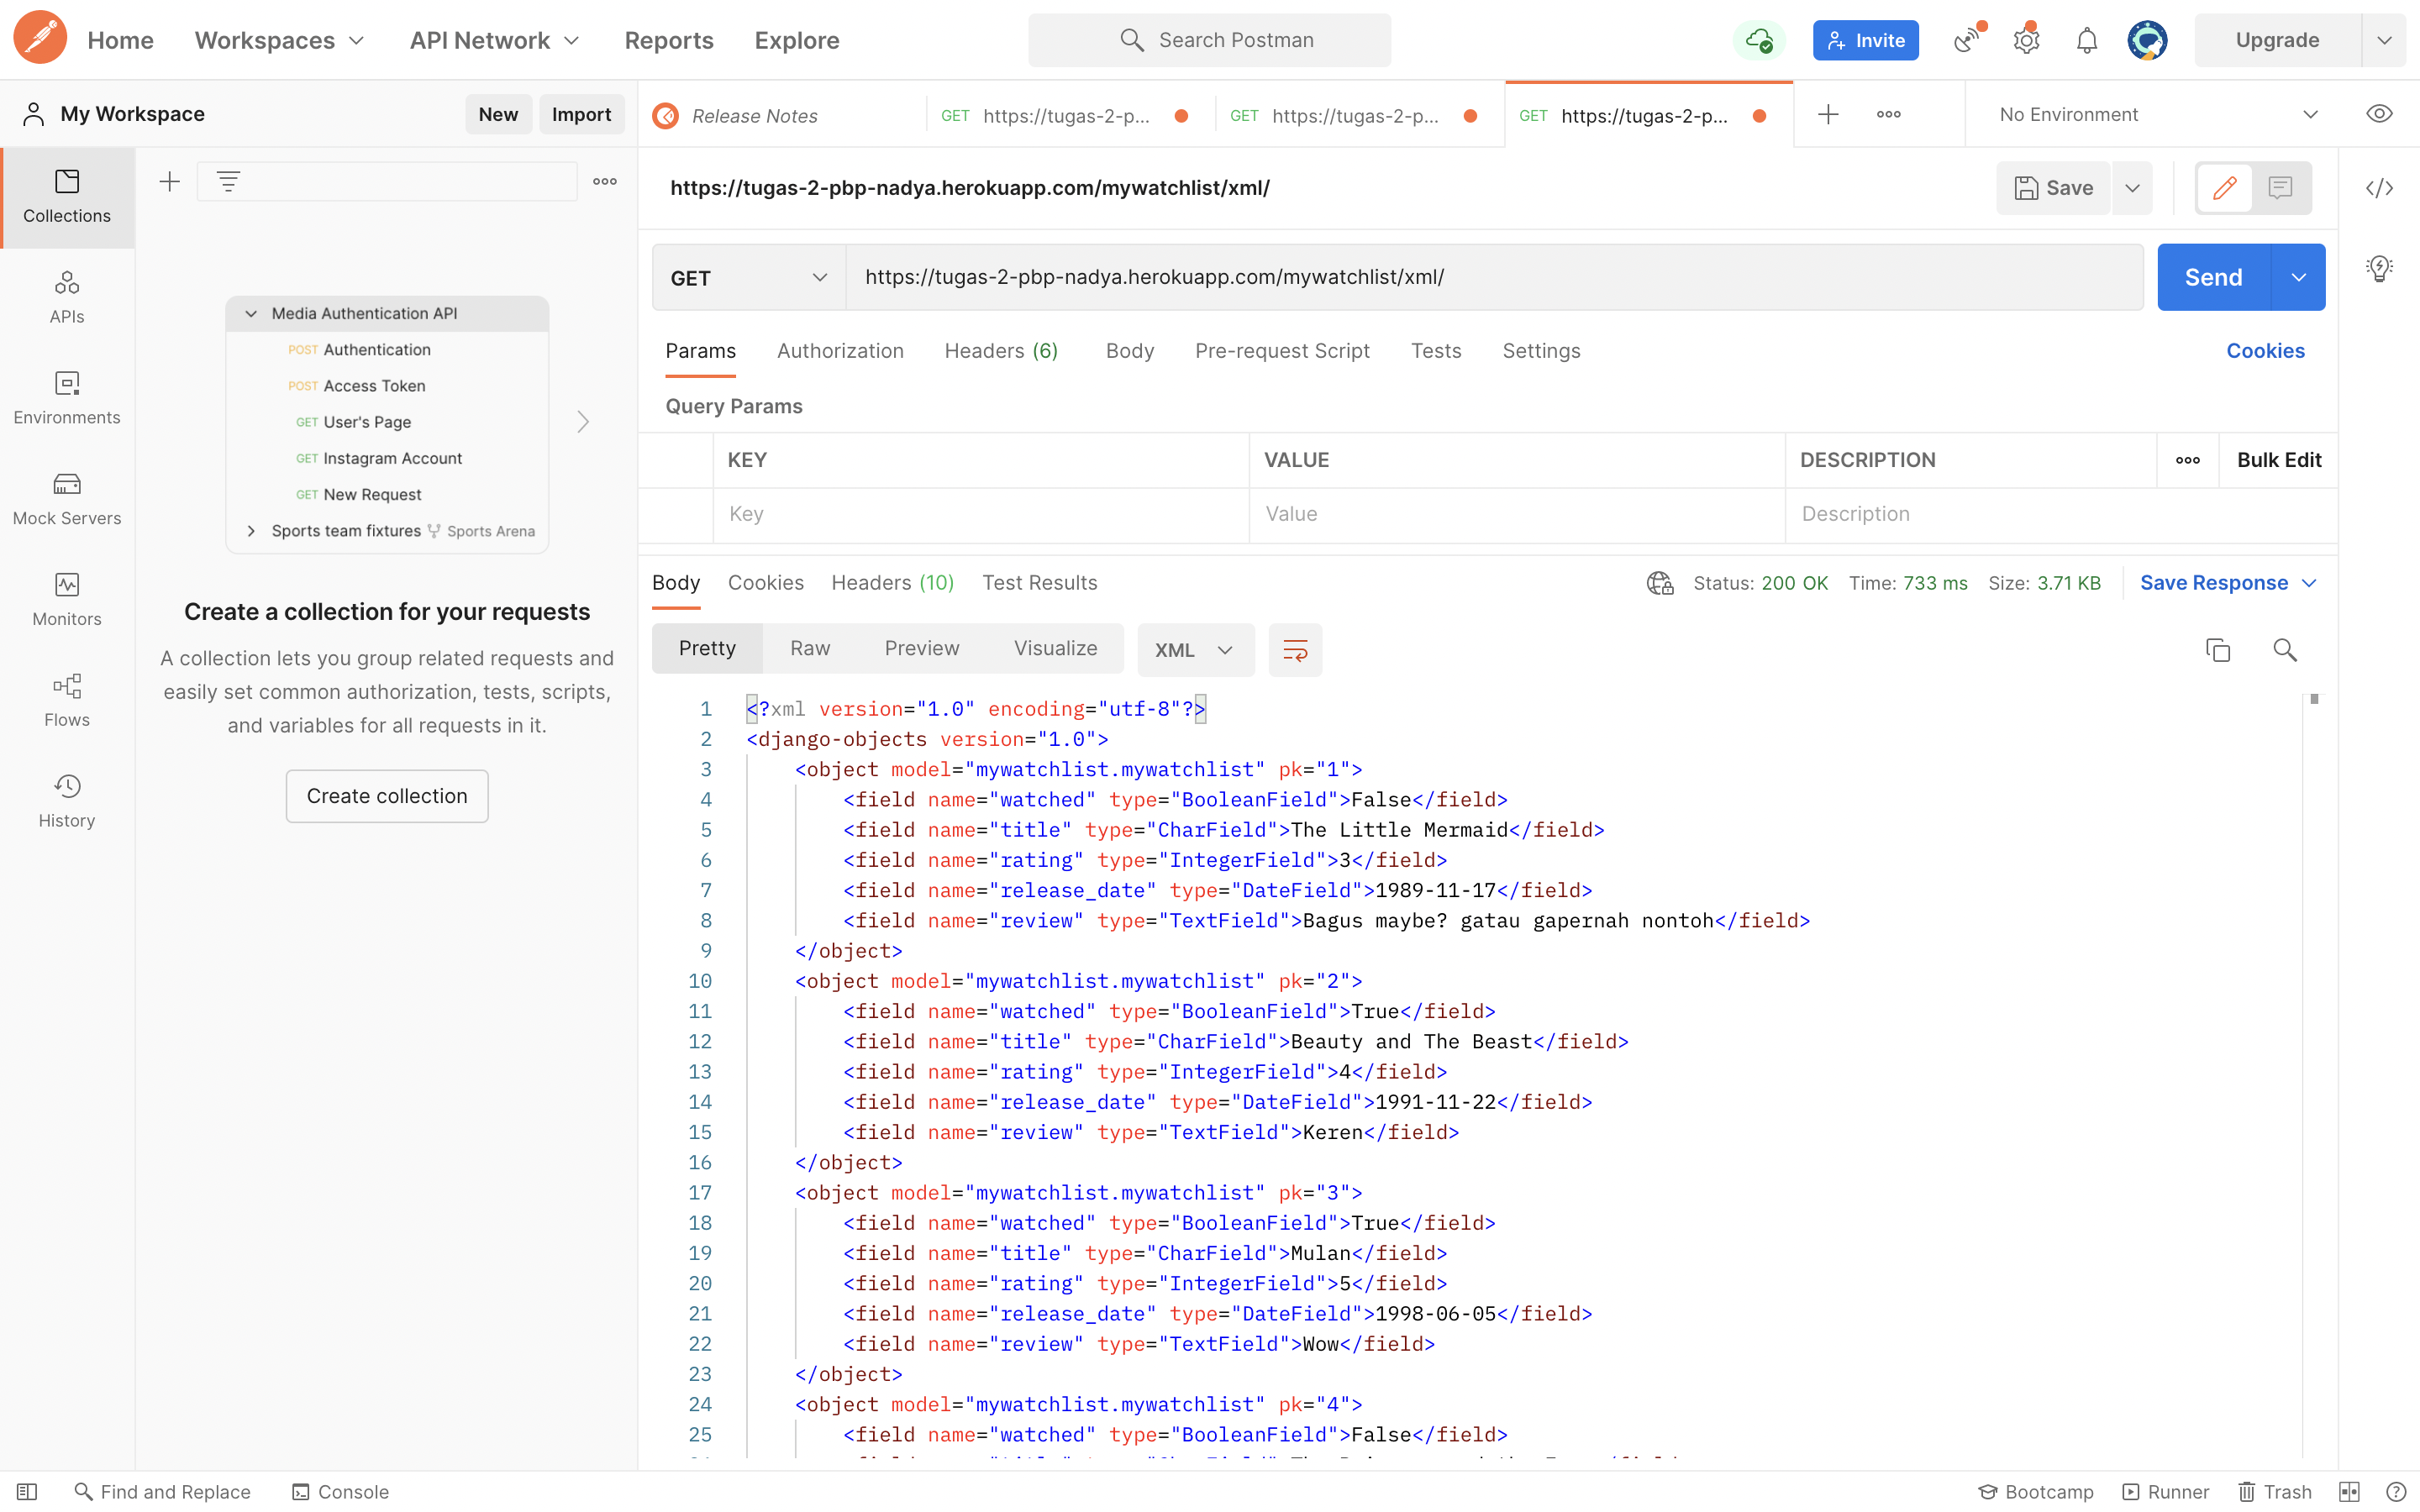 Home Workspaces API Network Reports Explore Search Postman Invite Upgrade
My Workspace New Import Release Notes GET https://tugas-2-p... GET https://tugas-2-p... GET https://tugas-2-p... No Environment
Collections
APIs
Environments
Mock Servers
Monitors
Flows
History
Media Authentication API
POST Authentication
POST Access Token
GET User's Page
GET Instagram Account
GET New Request
Sports team fixtures Sports Arena
Create a collection for your requests
A collection lets you group related requests and
easily set common authorization, tests, scripts,
and variables for all requests in it.
Create collection
https://tugas-2-pbp-nadya.herokuapp.com/mywatchlist/xml/ Save
GET https://tugas-2-pbp-nadya.herokuapp.com/mywatchlist/xml/ Send
Params Authorization Headers (6) Body Pre-request Script Tests Settings Cookies
Query Params
KEY VALUE DESCRIPTION Bulk Edit
Key Value Description
Body Cookies Headers (10) Test Results Status: 200 OK Time: 733 ms Size: 3.71 KB Save Response
Pretty Raw Preview Visualize XML
1 <?xml version="1.0" encoding="utf-8"?>
2 <django-objects version="1.0">
3 <object model="mywatchlist.mywatchlist" pk="1">
4 <field name="watched" type="BooleanField">False</field>
5 <field name="title" type="CharField">The Little Mermaid</field>
6 <field name="rating" type="IntegerField">3</field>
7 <field name="release_date" type="DateField">1989-11-17</field>
8 <field name="review" type="TextField">Bagus maybe? gatau gapernah nontoh</field>
9 </object>
10 <object model="mywatchlist.mywatchlist" pk="2">
11 <field name="watched" type="BooleanField">True</field>
12 <field name="title" type="CharField">Beauty and The Beast</field>
13 <field name="rating" type="IntegerField">4</field>
14 <field name="release_date" type="DateField">1991-11-22</field>
15 <field name="review" type="TextField">Keren</field>
16 </object>
17 <object model="mywatchlist.mywatchlist" pk="3">
18 <field name="watched" type="BooleanField">True</field>
19 <field name="title" type="CharField">Mulan</field>
20 <field name="rating" type="IntegerField">5</field>
21 <field name="release_date" type="DateField">1998-06-05</field>
22 <field name="review" type="TextField">Wow</field>
23 </object>
24 <object model="mywatchlist.mywatchlist" pk="4">
25 <field name="watched" type="BooleanField">False</field>
Find and Replace Console Bootcamp Runner Trash